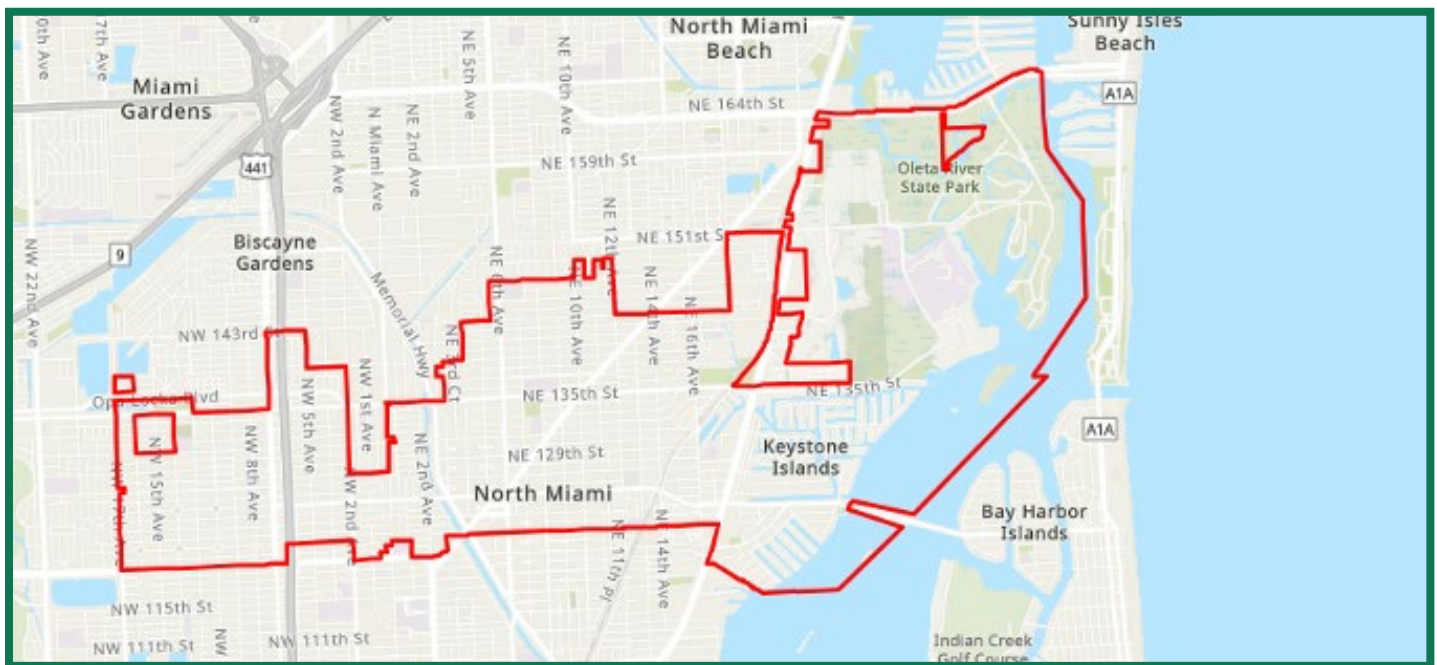 North Miami
Beach
Sunny Isles
Beach
7th Ave
NE 5th Ave
NE 10th Ave
Miami
Gardens
A1A
NE 164th St
NW 2nd Ave
N Miami Ave
NE 2nd Ave
441
NE 159th St
Oleta River
State Park
NE 12th Ave
NE 151st S
Biscayne
Gardens
9
NW 22nd Ave
NE 6th Ave
Memorial Hwy
NE 10th Ave
NE 14th Ave
NE 16th Ave
NW 143rd St
NE 3rd Ct
NW 1st Ave
NW 5th Ave
Opa Locka Blvd
NE 135th St
NE 135th St
NW 8th Ave
NE 2nd Ave
NW 15th Ave
NW 17th Ave
A1A
NE 129th St
Keystone
Islands
NW 2nd Ave
North Miami
Bay Harbor
Islands
NE 11th Pl
NE 14th Ave
NW 115th St
NW 111th St
NW
NW 111th St
Indian Creek
Golf Course